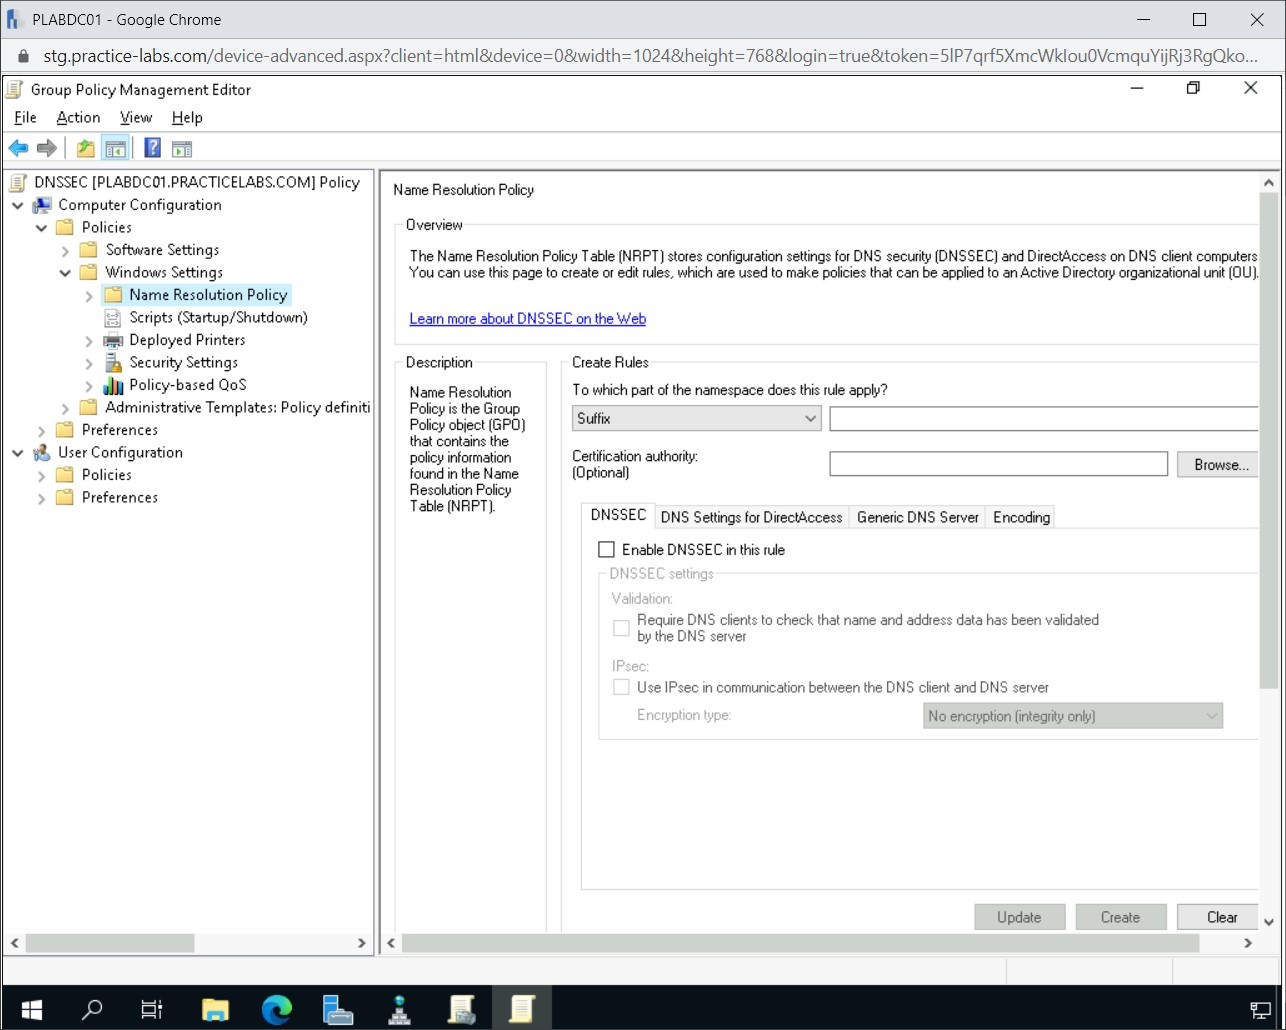 PLABDC01 - Google Chrome
stg.practice-labs.com/device-advanced.aspx?client=html&device=0&width=1024&height=768&login=true&token=5lP7qrf5XmcWkIou0VcmquYijRj3RgQko...
Group Policy Management Editor
File Action View Help
DNSSEC [PLABDC01.PRACTICELABS.COM] Policy
Computer Configuration
Policies
Software Settings
Windows Settings
Name Resolution Policy
Scripts (Startup/Shutdown)
Deployed Printers
Security Settings
Policy-based QoS
Administrative Templates: Policy definiti
Preferences
User Configuration
Policies
Preferences
Name Resolution Policy
Overview
The Name Resolution Policy Table (NRPT) stores configuration settings for DNS security (DNSSEC) and DirectAccess on DNS client computers
You can use this page to create or edit rules, which are used to make policies that can be applied to an Active Directory organizational unit (OU).
Learn more about DNSSEC on the Web
Description
Name Resolution
Policy is the Group
Policy object (GPO)
that contains the
policy information
found in the Name
Resolution Policy
Table (NRPT).
Create Rules
To which part of the namespace does this rule apply?
Suffix
Certification authority:
(Optional)
Browse...
DNSSEC DNS Settings for DirectAccess Generic DNS Server Encoding
Enable DNSSEC in this rule
DNSSEC settings
Validation:
Require DNS clients to check that name and address data has been validated
by the DNS server
IPsec:
Use IPsec in communication between the DNS client and DNS server
Encryption type: No encryption (integrity only)
Update Create Clear